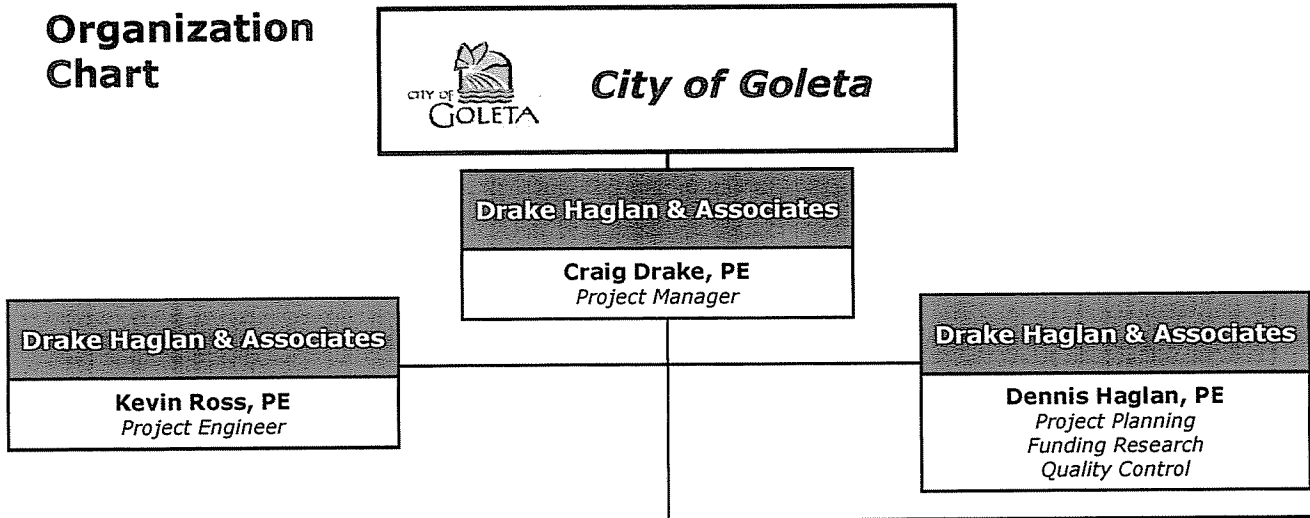 Organization
Chart
CITY OF
GOLETA
City of Goleta
Drake Haglan & Associates
Craig Drake, PE
Project Manager
Drake Haglan & Associates
Kevin Ross, PE
Project Engineer
Drake Haglan & Associates
Dennis Haglan, PE
Project Planning
Funding Research
Quality Control